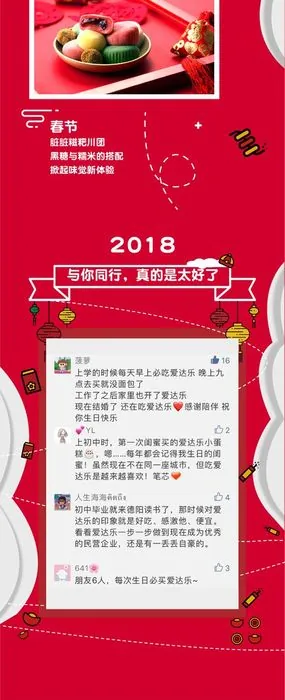 春节
脏脏糍粑川团
黑糖与糯米的搭配
掀起味觉新体验
2018
与你同行，真的是太好了
菠萝 16
上学的时候每天早上必吃爱达乐 晚上九
点去买就没面包了
工作了之后家里也开了爱达乐
现在结婚了 还在吃爱达乐❤️感谢陪伴 祝
你生日快乐
💕YL 2
上初中时，第一次闺蜜买的爱达乐小蛋
糕🎂，嗯……每年都会记得我生日的闺
蜜！虽然现在不在同一座城市，但吃爱
达乐是越来越喜欢！笔芯❤️
人生海海 4
初中毕业就来德阳读书了，那时候对爱
达乐的印象就是好吃、感激他、便宜。
看着爱达乐一步一步做到现在成为优秀
的民营企业，还是有一丢丢自豪的。
641🌸 3
朋友6人，每次生日必买爱达乐~